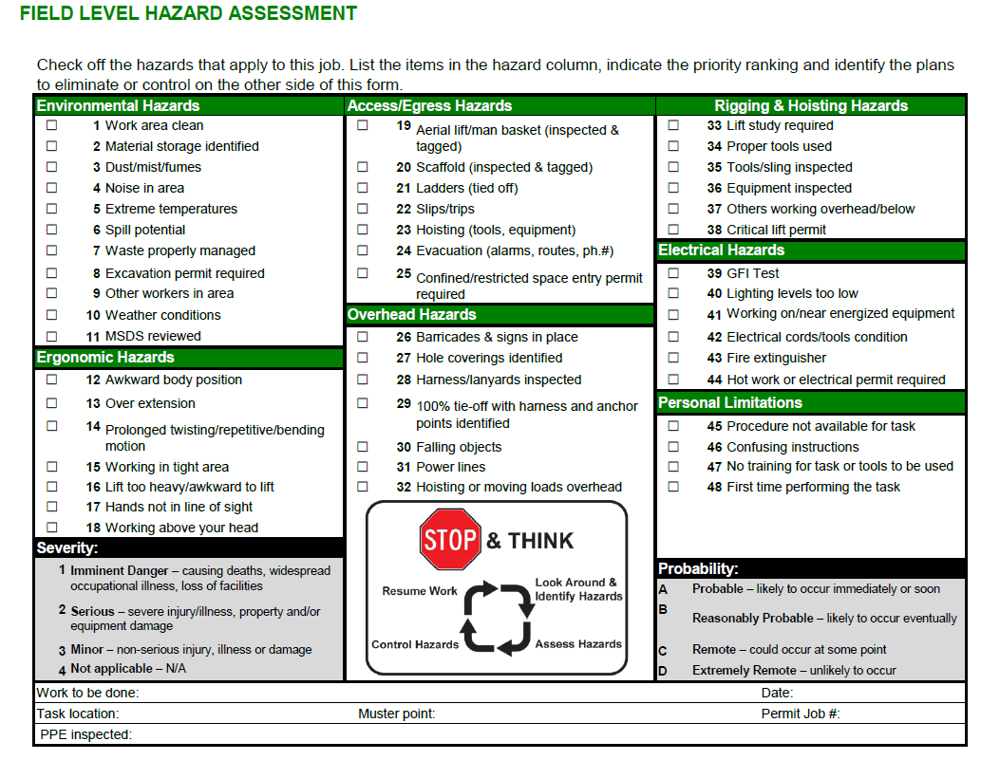 FIELD LEVEL HAZARD ASSESSMENT
Check off the hazards that apply to this job. List the items in the hazard column, indicate the priority ranking and identify the plans
to eliminate or control on the other side of this form.
Environmental Hazards
☐ 1 Work area clean
☐ 2 Material storage identified
☐ 3 Dust/mist/fumes
☐ 4 Noise in area
☐ 5 Extreme temperatures
☐ 6 Spill potential
☐ 7 Waste properly managed
☐ 8 Excavation permit required
☐ 9 Other workers in area
☐ 10 Weather conditions
☐ 11 MSDS reviewed
Ergonomic Hazards
☐ 12 Awkward body position
☐ 13 Over extension
☐ 14 Prolonged twisting/repetitive/bending
motion
☐ 15 Working in tight area
☐ 16 Lift too heavy/awkward to lift
☐ 17 Hands not in line of sight
☐ 18 Working above your head
Severity:
1 Imminent Danger – causing deaths, widespread
occupational illness, loss of facilities
2 Serious – severe injury/illness, property and/or
equipment damage
3 Minor – non-serious injury, illness or damage
4 Not applicable – N/A
Access/Egress Hazards
☐ 19 Aerial lift/man basket (inspected &
tagged)
☐ 20 Scaffold (inspected & tagged)
☐ 21 Ladders (tied off)
☐ 22 Slips/trips
☐ 23 Hoisting (tools, equipment)
☐ 24 Evacuation (alarms, routes, ph.#)
☐ 25 Confined/restricted space entry permit
required
Overhead Hazards
☐ 26 Barricades & signs in place
☐ 27 Hole coverings identified
☐ 28 Harness/lanyards inspected
☐ 29 100% tie-off with harness and anchor
points identified
☐ 30 Falling objects
☐ 31 Power lines
☐ 32 Hoisting or moving loads overhead
STOP & THINK
Resume Work
Look Around &
Identify Hazards
Control Hazards
Assess Hazards
Rigging & Hoisting Hazards
☐ 33 Lift study required
☐ 34 Proper tools used
☐ 35 Tools/sling inspected
☐ 36 Equipment inspected
☐ 37 Others working overhead/below
☐ 38 Critical lift permit
Electrical Hazards
☐ 39 GFI Test
☐ 40 Lighting levels too low
☐ 41 Working on/near energized equipment
☐ 42 Electrical cords/tools condition
☐ 43 Fire extinguisher
☐ 44 Hot work or electrical permit required
Personal Limitations
☐ 45 Procedure not available for task
☐ 46 Confusing instructions
☐ 47 No training for task or tools to be used
☐ 48 First time performing the task
Probability:
A Probable – likely to occur immediately or soon
B Reasonably Probable – likely to occur eventually
C Remote – could occur at some point
D Extremely Remote – unlikely to occur
Work to be done: Date:
Task location: Muster point: Permit Job #:
PPE inspected: